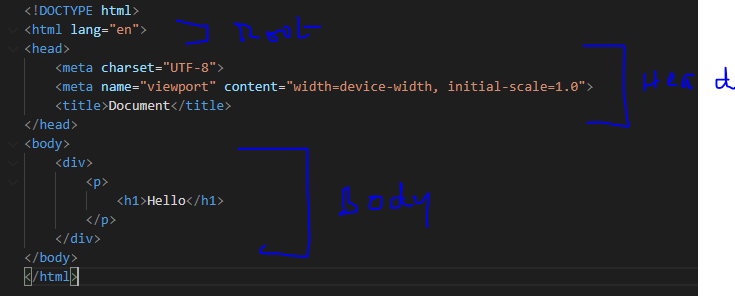 <!DOCTYPE html>
<html lang="en">
<head>
    <meta charset="UTF-8">
    <meta name="viewport" content="width=device-width, initial-scale=1.0">
    <title>Document</title>
</head>
<body>
    <div>
        <p>
            <h1>Hello</h1>
        </p>
    </div>
</body>
</html>
root
Head
Body